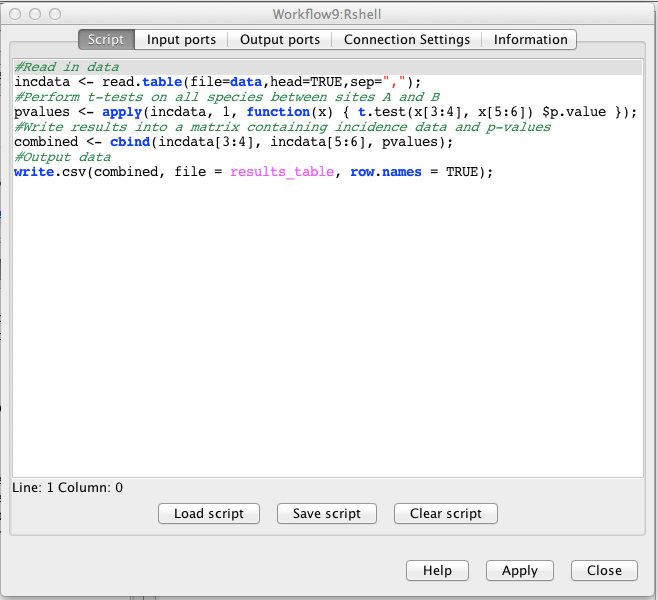 Workflow9:Rshell
Script Input ports Output ports Connection Settings Information
#Read in data
incdata <- read.table(file=data,head=TRUE,sep=",");
#Perform t-tests on all species between sites A and B
pvalues <- apply(incdata, 1, function(x) { t.test(x[3:4], x[5:6]) $p.value });
#Write results into a matrix containing incidence data and p-values
combined <- cbind(incdata[3:4], incdata[5:6], pvalues);
#Output data
write.csv(combined, file = results_table, row.names = TRUE);
Line: 1 Column: 0
Load script Save script Clear script
Help Apply Close